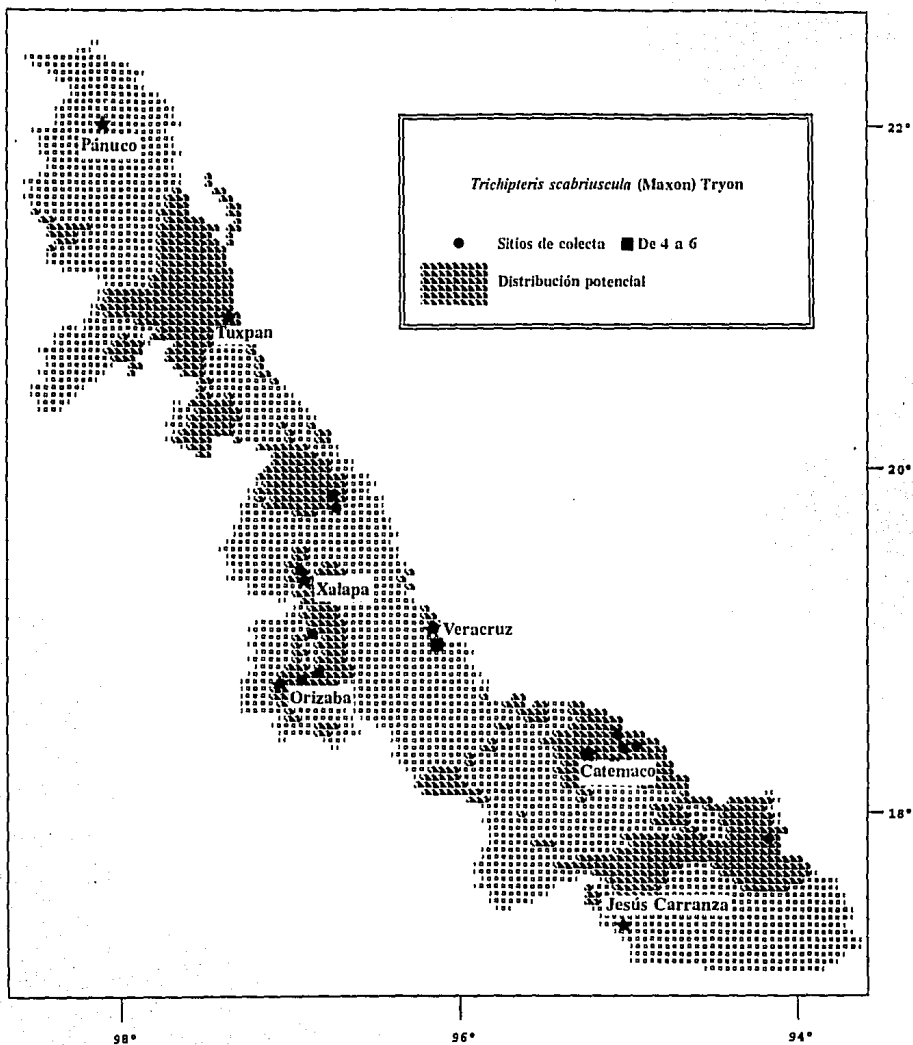 22°
Pánuco
Trichipteris scabriuscula (Maxon) Tryon
Sitios de colecta De 4 a 6
Distribución potencial
Tuxpan
20°
Xalapa
Veracruz
Orizaba
Catemaco
18°
Jesús Carranza
98°
96°
94°